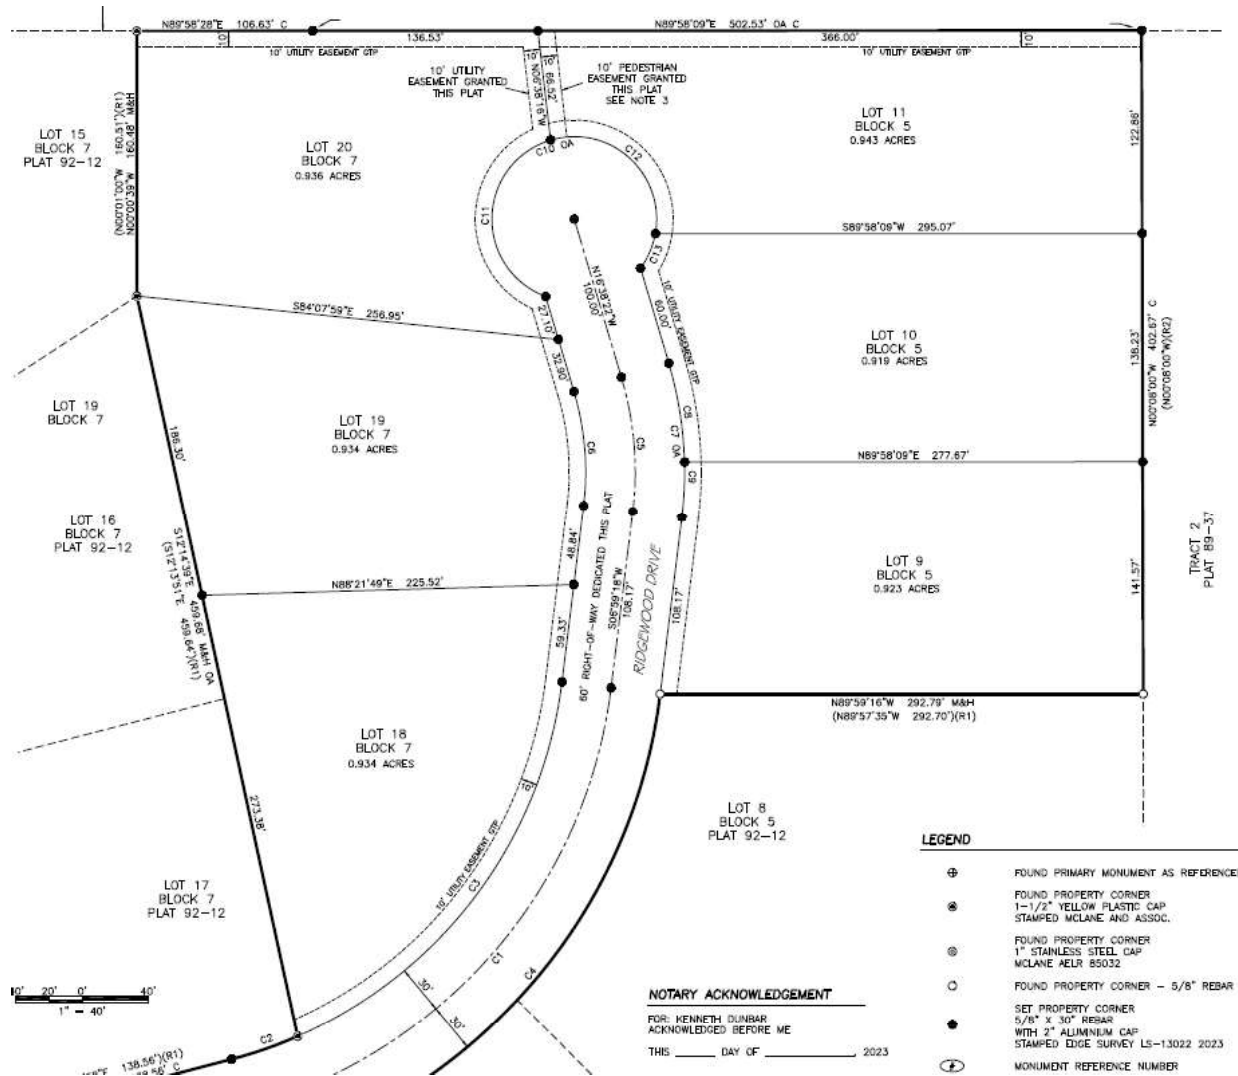 N89°58'28"E 106.63' C
N89°58'09"E 502.53' OA C
136.53'
366.00'
10'
10'
10' UTILITY EASEMENT GTP
10' UTILITY EASEMENT GTP
10' UTILITY
EASEMENT GRANTED
THIS PLAT
10'
10'
N06°38'16"W
66.52'
10' PEDESTRIAN
EASEMENT GRANTED
THIS PLAT
SEE NOTE 3
LOT 15
BLOCK 7
PLAT 92-12
(N00°01'00"W 160.51')(R1)
N00°00'39"W 160.48' M&H
LOT 20
BLOCK 7
0.936 ACRES
LOT 11
BLOCK 5
0.943 ACRES
122.86'
C10 OA
C12
C11
C13
S89°58'09"W 295.07'
N16°38'22"W
100.00'
S84°07'59"E 256.95'
27.10'
32.90'
60.00'
10' UTILITY EASEMENT GTP
LOT 10
BLOCK 5
0.919 ACRES
138.23'
N00°08'00"W 402.67' C
(N00°08'00"W)(R2)
LOT 19
BLOCK 7
LOT 19
BLOCK 7
0.934 ACRES
186.30'
C6
C5
C8
C7 OA
C9
N89°58'09"E 277.67'
LOT 16
BLOCK 7
PLAT 92-12
S12°14'39"E 459.68' M&H OA
(S12°13'51"E 459.64')(R1)
48.84'
N88°21'49"E 225.52'
59.33'
60' RIGHT-OF-WAY DEDICATED THIS PLAT
S06°59'18"W
108.17'
RIDGEWOOD DRIVE
108.17'
LOT 9
BLOCK 5
0.923 ACRES
141.57'
TRACT 2
PLAT 89-37
N89°59'16"W 292.79' M&H
(N89°57'35"W 292.70')(R1)
LOT 18
BLOCK 7
0.934 ACRES
10'
273.38'
10' UTILITY EASEMENT GTP
C3
LOT 8
BLOCK 5
PLAT 92-12
LOT 17
BLOCK 7
PLAT 92-12
C1
C4
30'
30'
C2
20' 0' 40'
1" = 40'
138.56')(R1)
NOTARY ACKNOWLEDGEMENT
FOR: KENNETH DUNBAR
ACKNOWLEDGED BEFORE ME
THIS ______ DAY OF ______________, 2023
LEGEND
FOUND PRIMARY MONUMENT AS REFERENCE
FOUND PROPERTY CORNER
1-1/2" YELLOW PLASTIC CAP
STAMPED MCLANE AND ASSOC.
FOUND PROPERTY CORNER
1" STAINLESS STEEL CAP
MCLANE AELR 85032
FOUND PROPERTY CORNER - 5/8" REBAR
SET PROPERTY CORNER
5/8" X 30" REBAR
WITH 2" ALUMINIUM CAP
STAMPED EDGE SURVEY LS-13022 2023
MONUMENT REFERENCE NUMBER